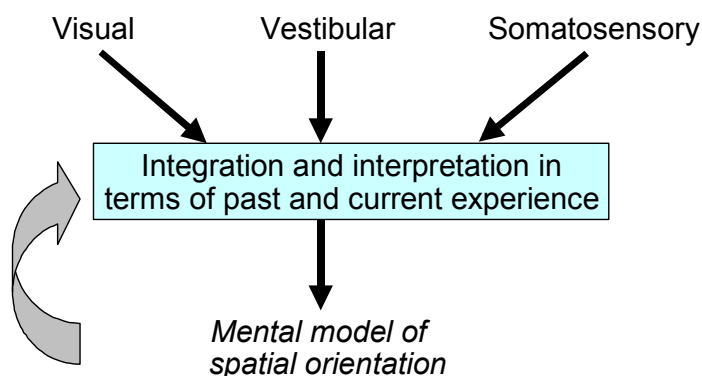 Visual Vestibular Somatosensory
Integration and interpretation in
terms of past and current experience
Mental model of
spatial orientation